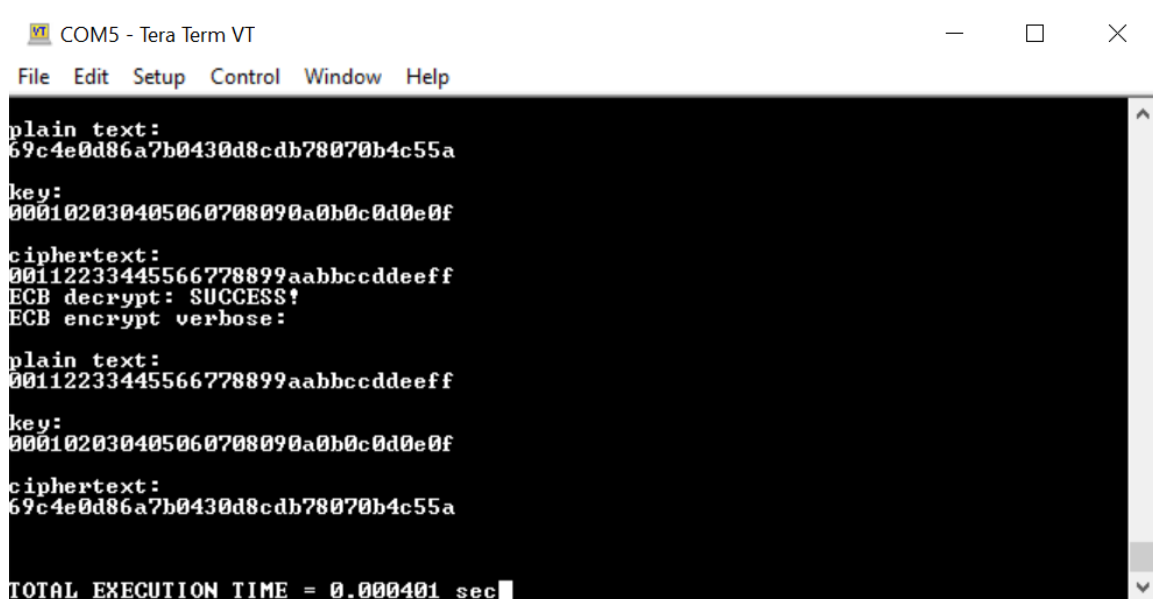 COM5 - Tera Term VT
File Edit Setup Control Window Help
plain text:
69c4e0d86a7b0430d8cdb78070b4c55a
key:
000102030405060708090a0b0c0d0e0f
ciphertext:
00112233445566778899aabbccddeeff
ECB decrypt: SUCCESS!
ECB encrypt verbose:
plain text:
00112233445566778899aabbccddeeff
key:
000102030405060708090a0b0c0d0e0f
ciphertext:
69c4e0d86a7b0430d8cdb78070b4c55a
TOTAL EXECUTION TIME = 0.000401 sec